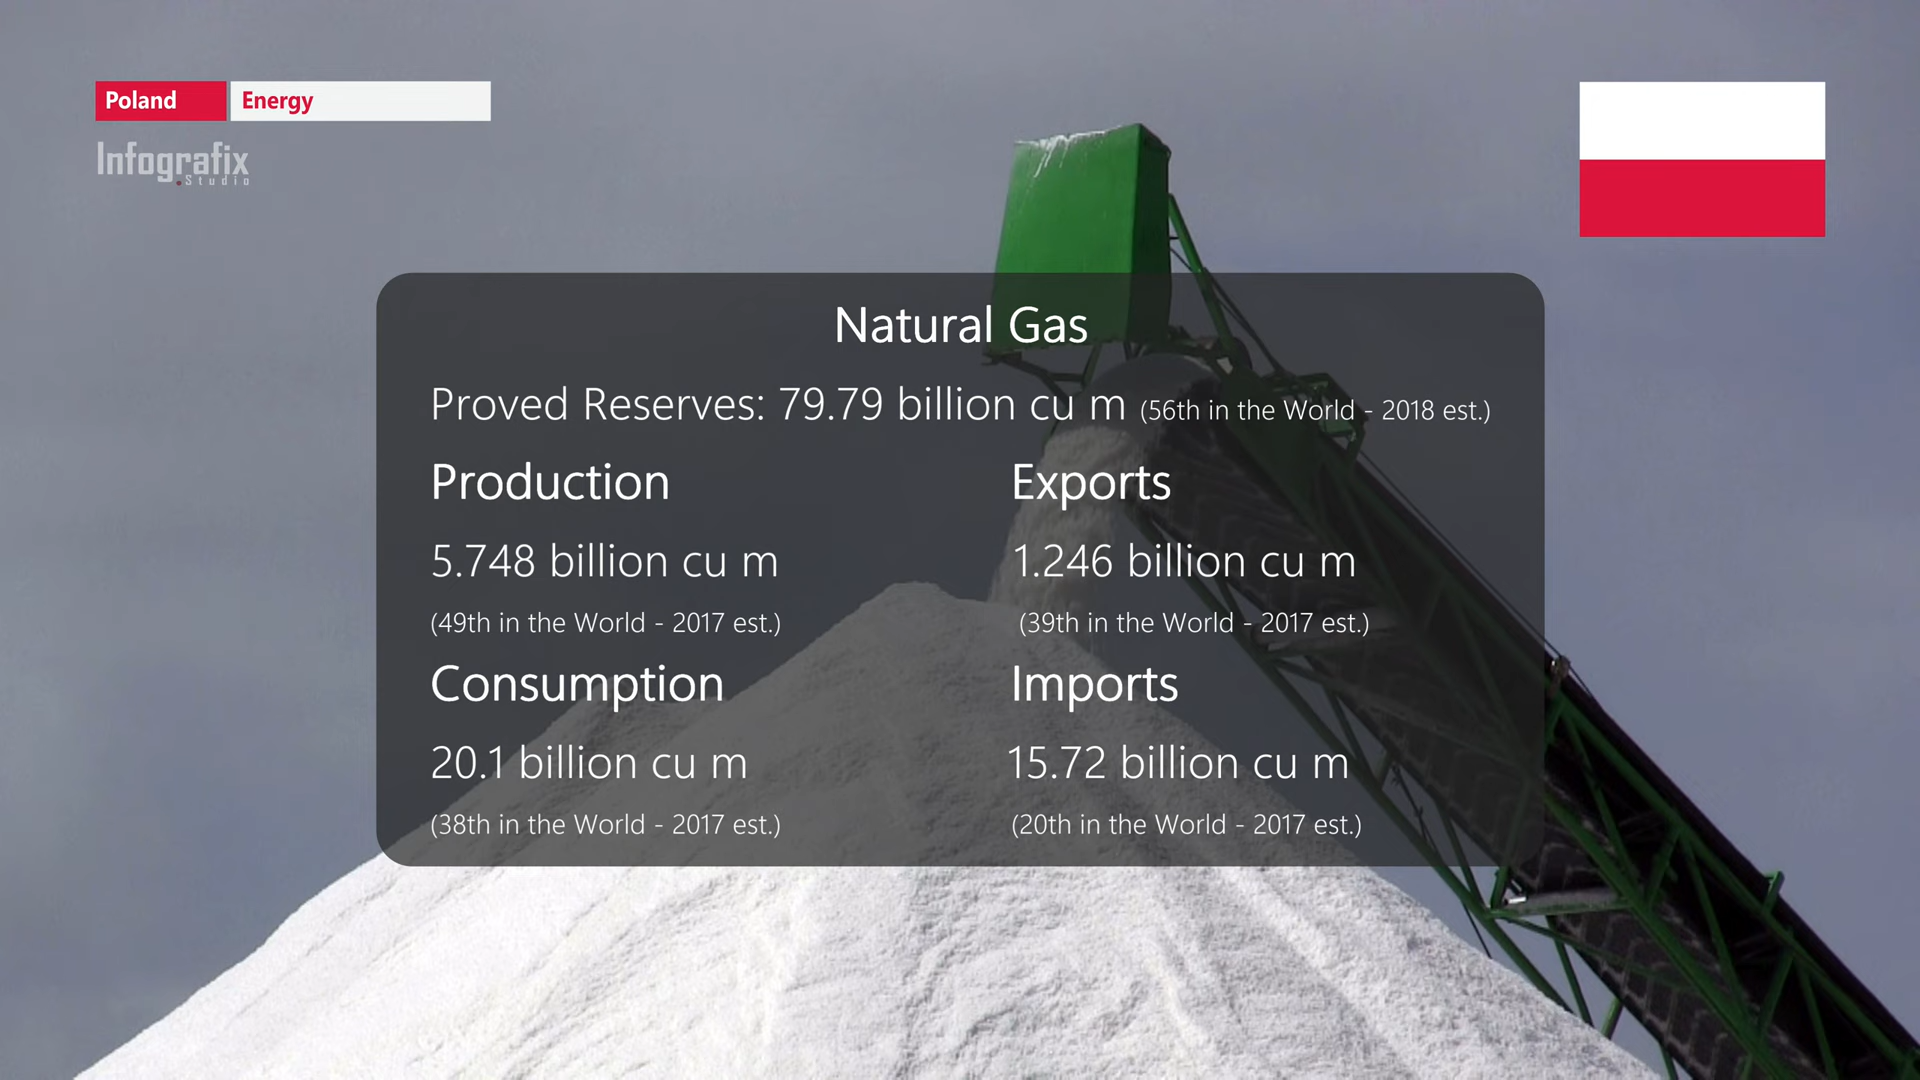 Poland Energy
Infografix
.Studio
Natural Gas
Proved Reserves: 79.79 billion cu m (56th in the World - 2018 est.)
Production
5.748 billion cu m
(49th in the World - 2017 est.)
Exports
1.246 billion cu m
(39th in the World - 2017 est.)
Consumption
20.1 billion cu m
(38th in the World - 2017 est.)
Imports
15.72 billion cu m
(20th in the World - 2017 est.)